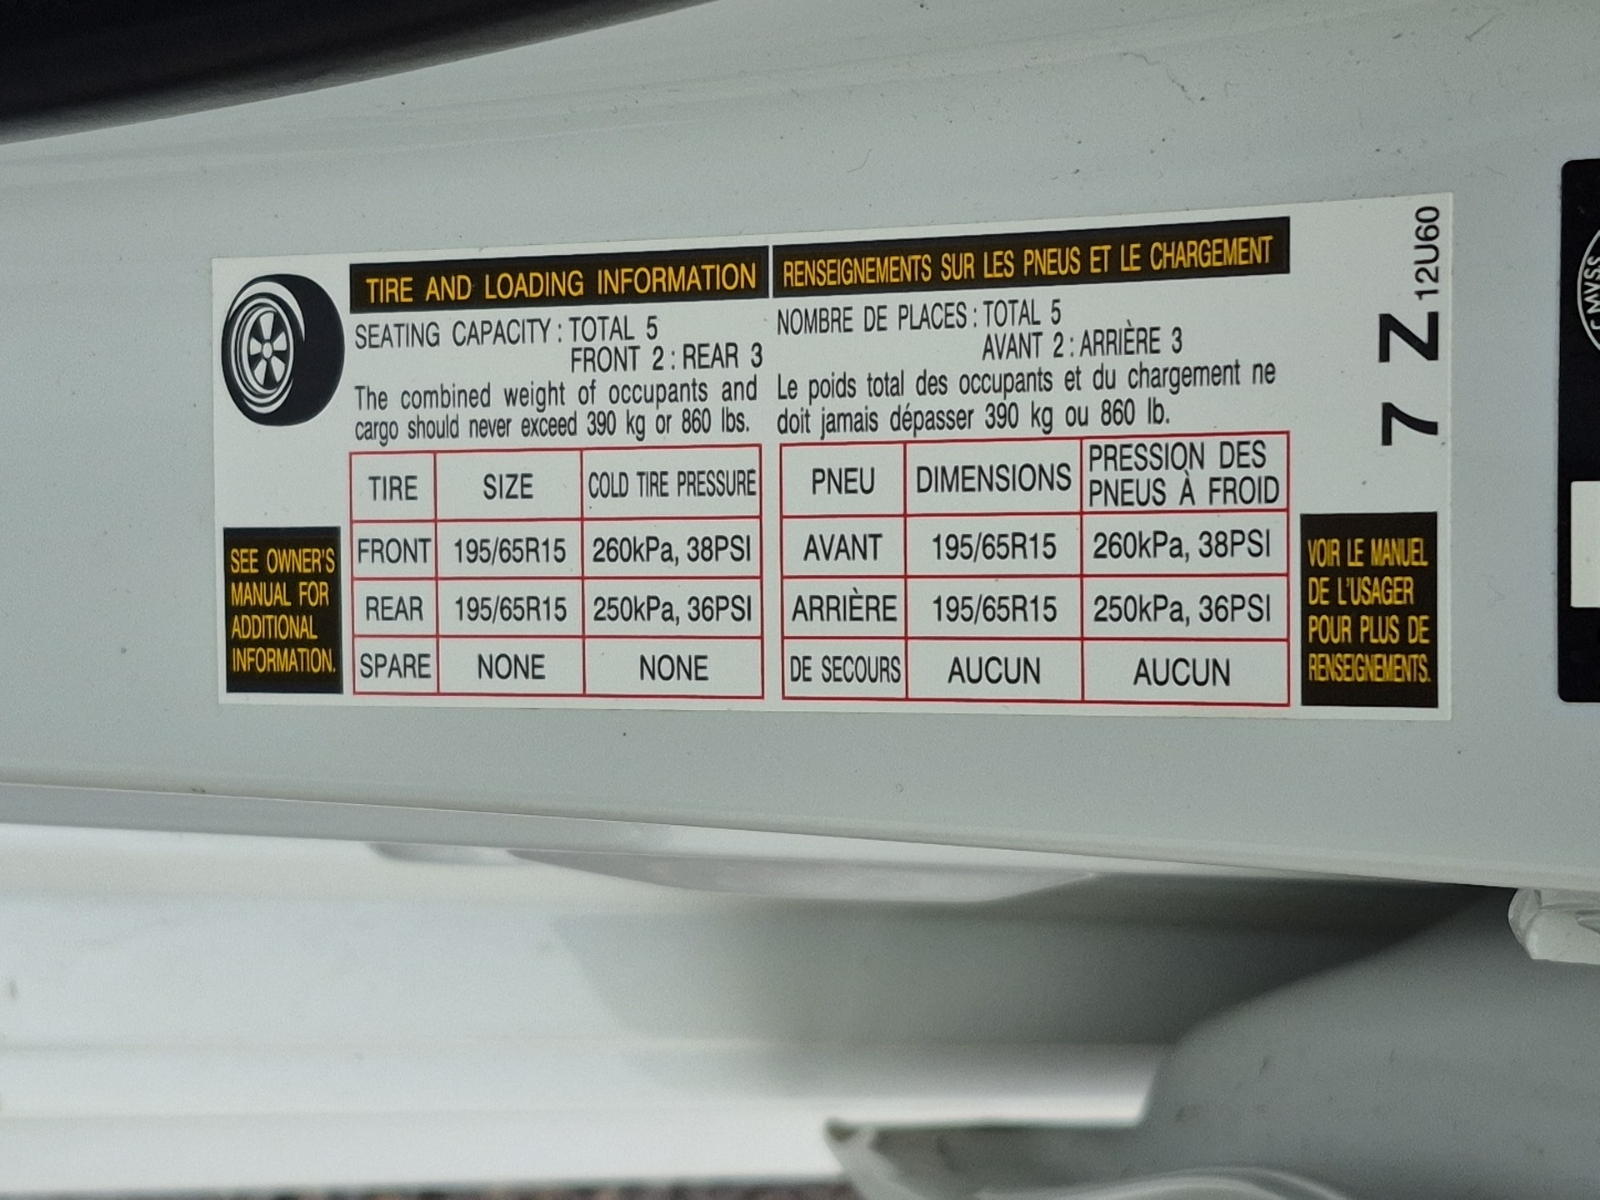 TIRE AND LOADING INFORMATION
SEATING CAPACITY : TOTAL 5
FRONT 2 : REAR 3
The combined weight of occupants and
cargo should never exceed 390 kg or 860 lbs.
TIRE SIZE COLD TIRE PRESSURE
FRONT 195/65R15 260kPa, 38PSI
REAR 195/65R15 250kPa, 36PSI
SPARE NONE NONE
SEE OWNER'S
MANUAL FOR
ADDITIONAL
INFORMATION.
RENSEIGNEMENTS SUR LES PNEUS ET LE CHARGEMENT
NOMBRE DE PLACES : TOTAL 5
AVANT 2 : ARRIÈRE 3
Le poids total des occupants et du chargement ne
doit jamais dépasser 390 kg ou 860 lb.
PNEU DIMENSIONS PRESSION DES
PNEUS À FROID
AVANT 195/65R15 260kPa, 38PSI
ARRIÈRE 195/65R15 250kPa, 36PSI
DE SECOURS AUCUN AUCUN
VOIR LE MANUEL
DE L'USAGER
POUR PLUS DE
RENSEIGNEMENTS.
7 Z 12U60